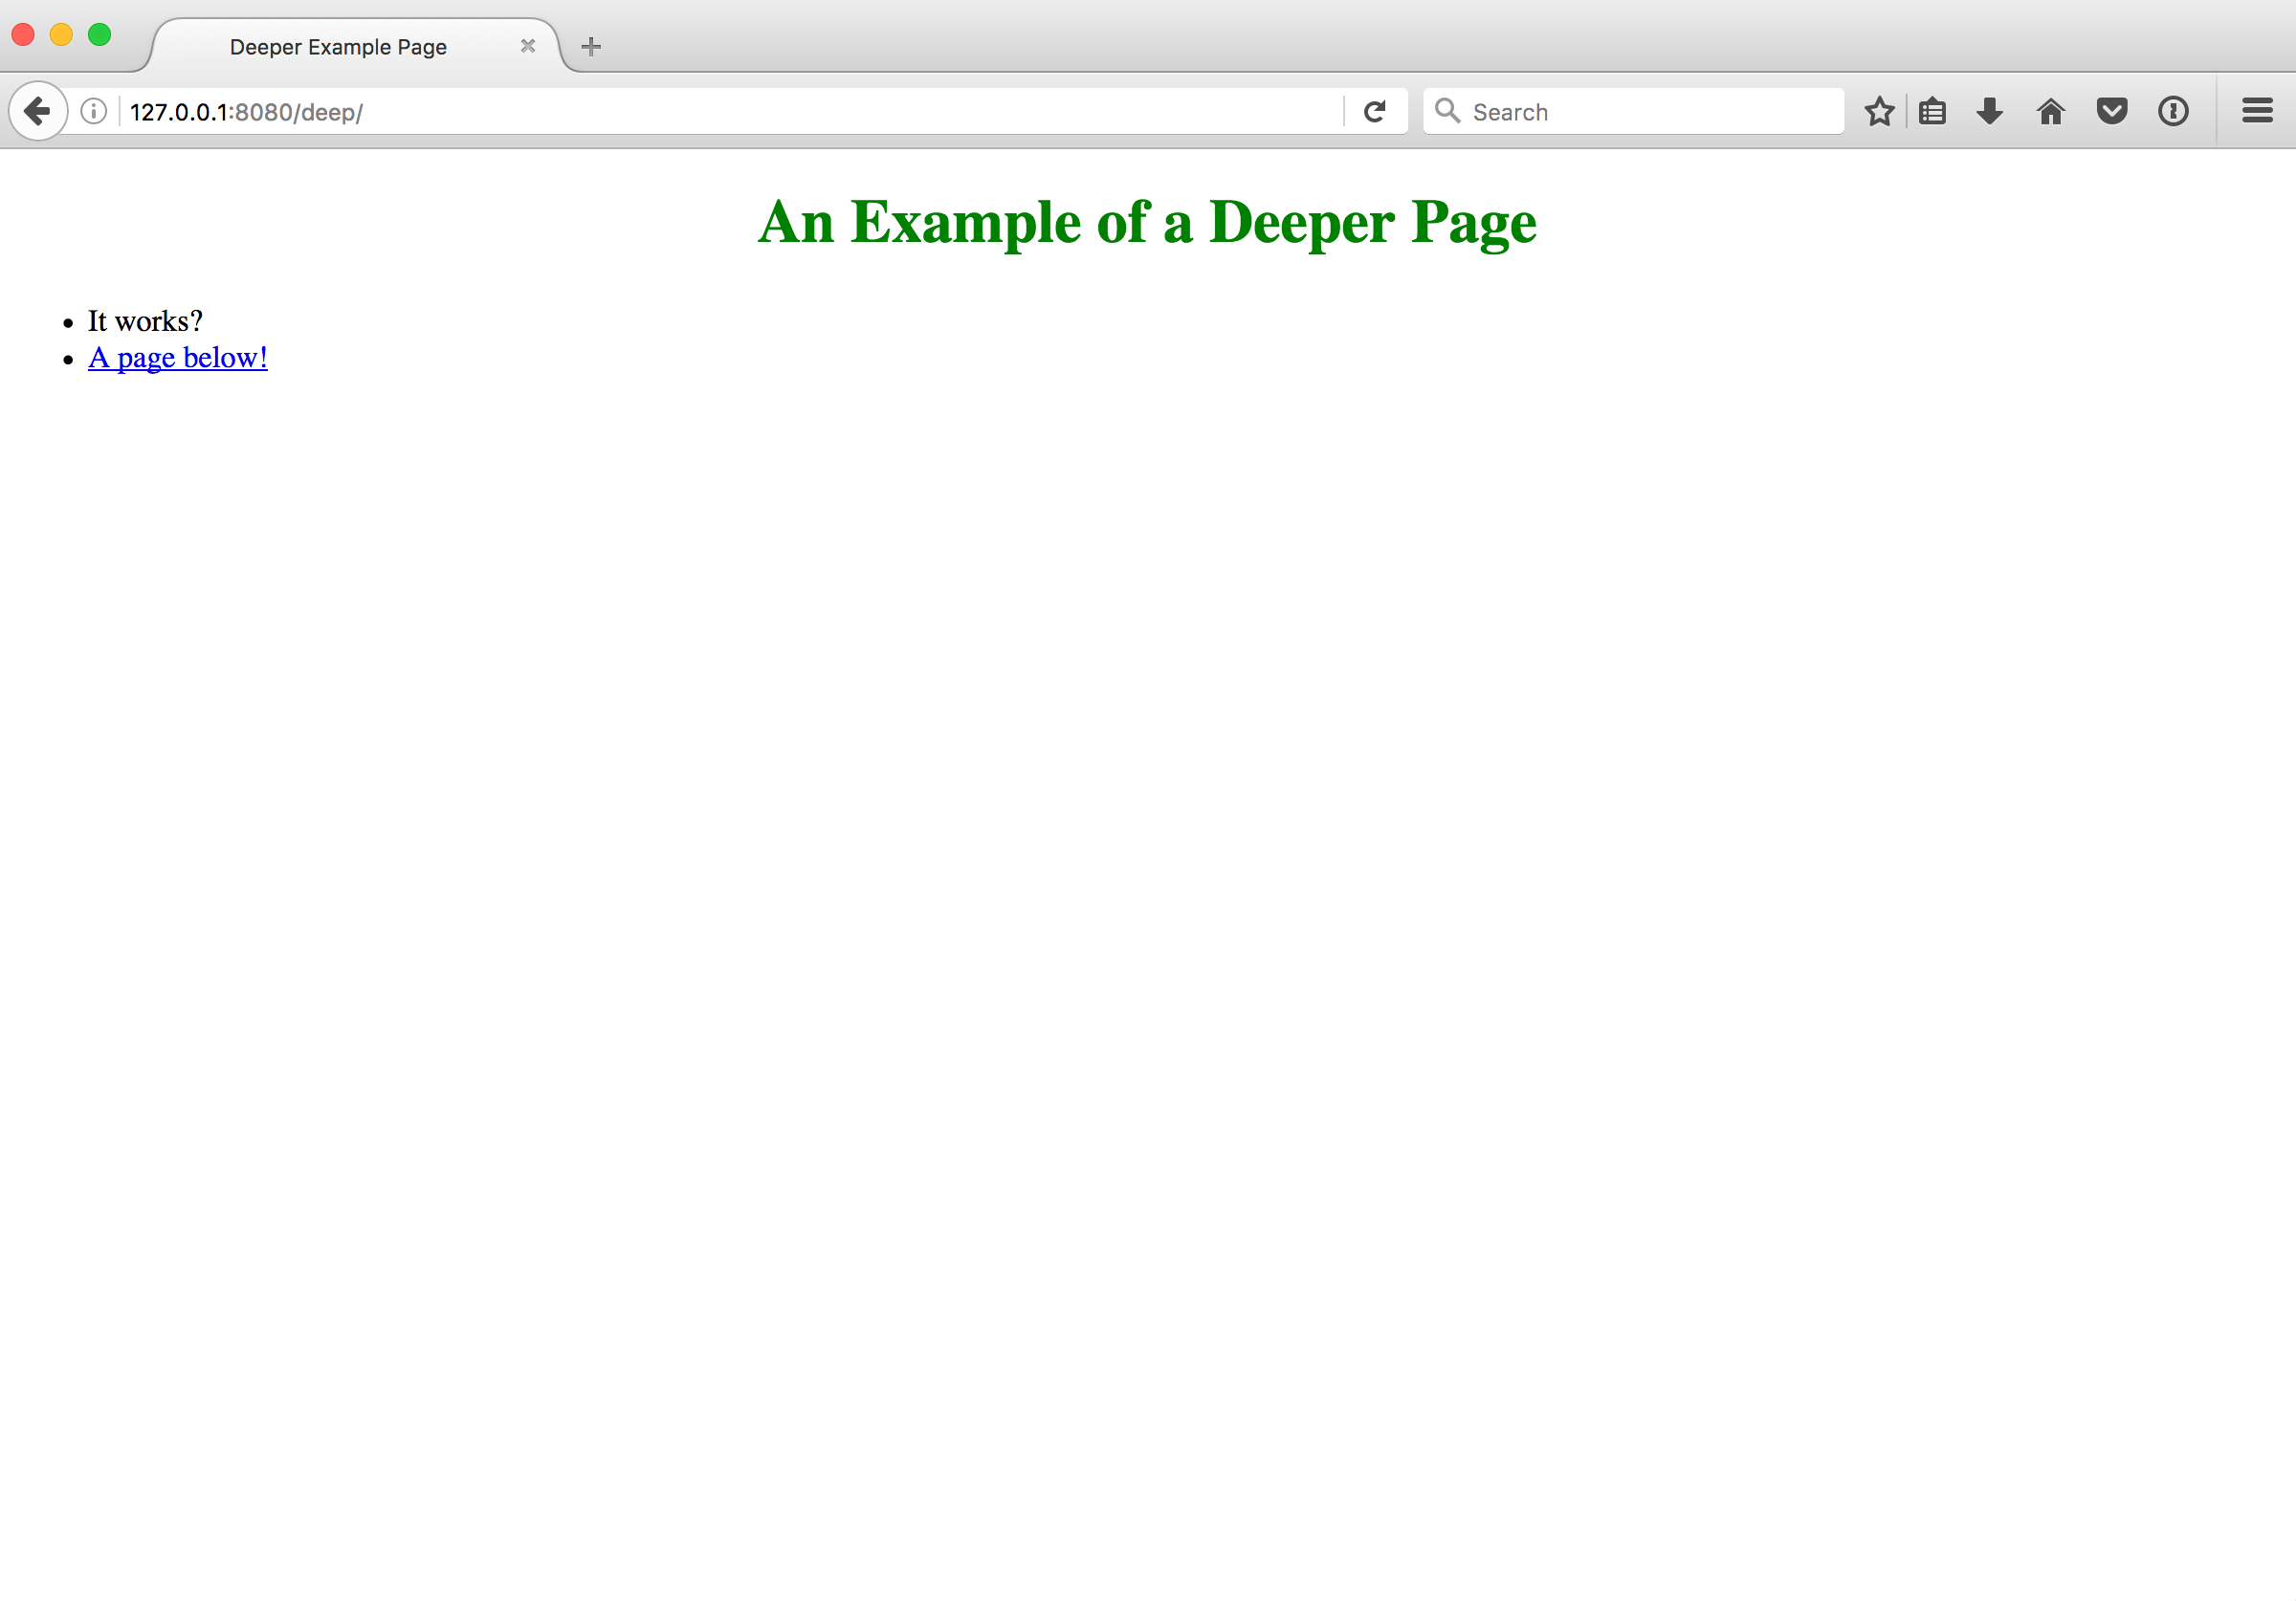 Deeper Example Page
127.0.0.1:8080/deep/
Search
An Example of a Deeper Page
It works?
A page below!